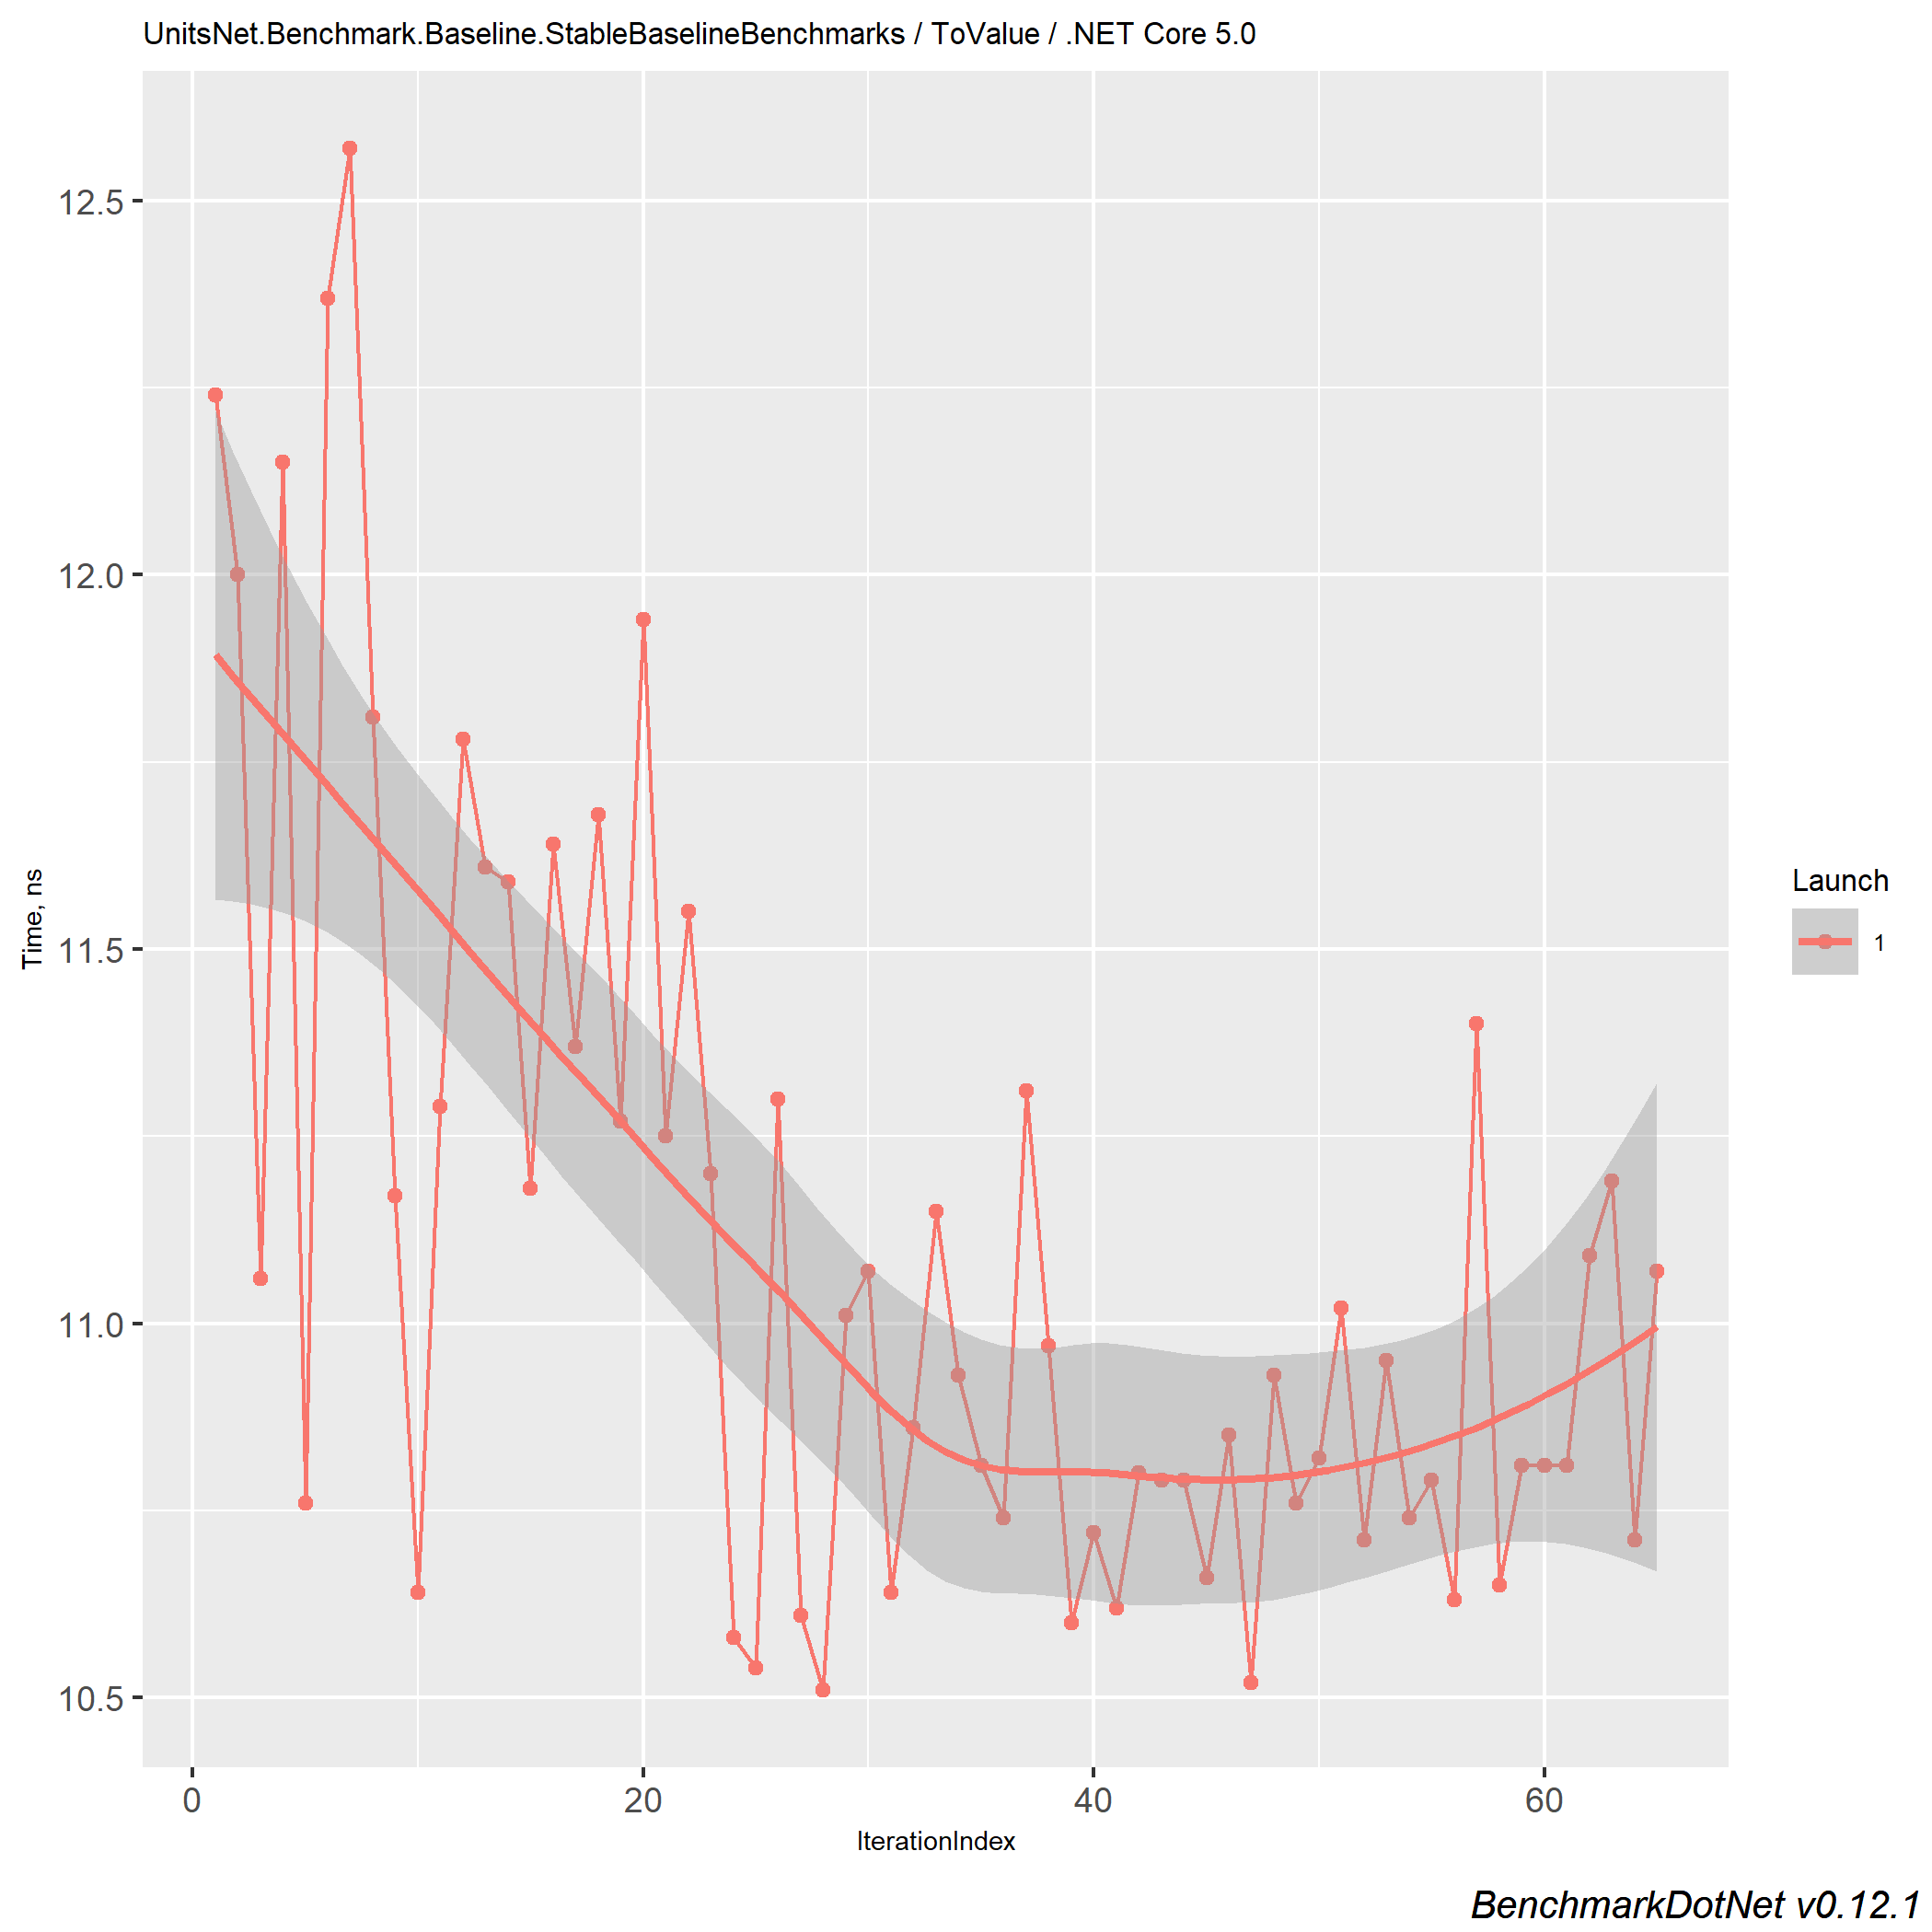 UnitsNet.Benchmark.Baseline.StableBaselineBenchmarks / ToValue / .NET Core 5.0
12.5
12.0
11.5
11.0
10.5
Time, ns
0 20 40 60
IterationIndex
Launch
1
BenchmarkDotNet v0.12.1